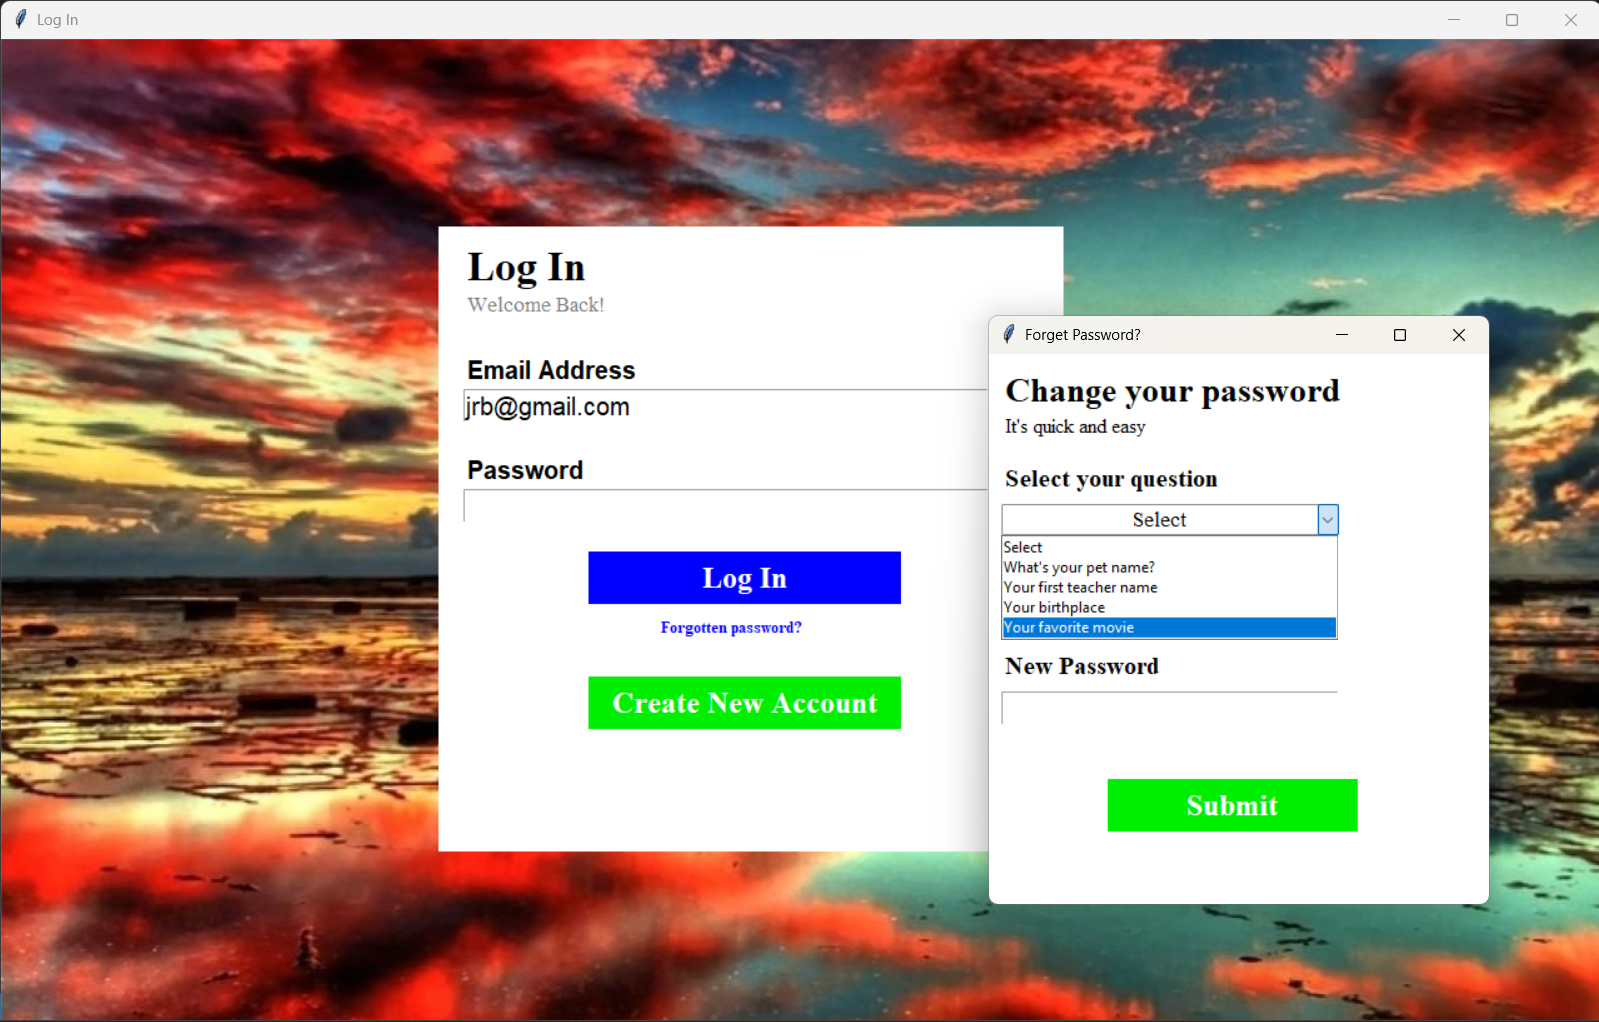 Log In
Log In
Welcome Back!
Email Address
jrb@gmail.com
Password
Log In
Forgotten password?
Create New Account
Forget Password?
Change your password
It's quick and easy
Select your question
Select
Select
What's your pet name?
Your first teacher name
Your birthplace
Your favorite movie
New Password
Submit